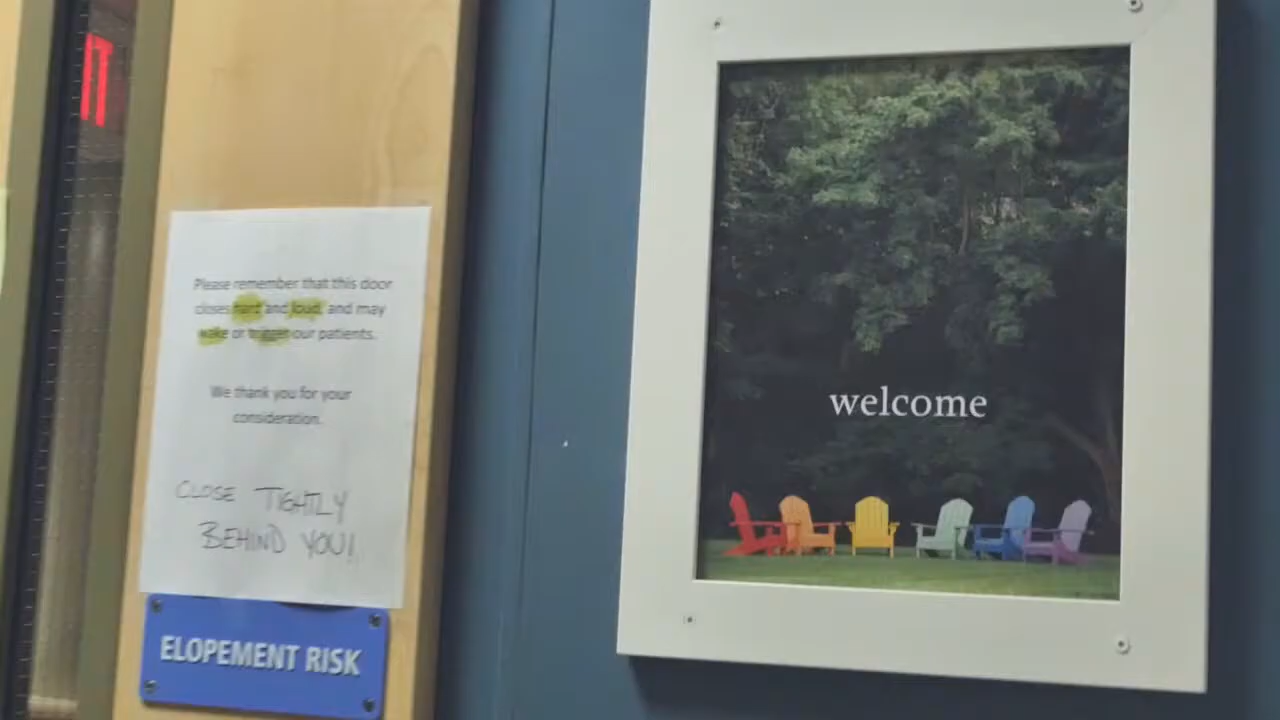 IT
Please remember that this door
closes hard and loud, and may
wake or trigger our patients.
We thank you for your
consideration.
CLOSE TIGHTLY
BEHIND YOU!
ELOPEMENT RISK
welcome